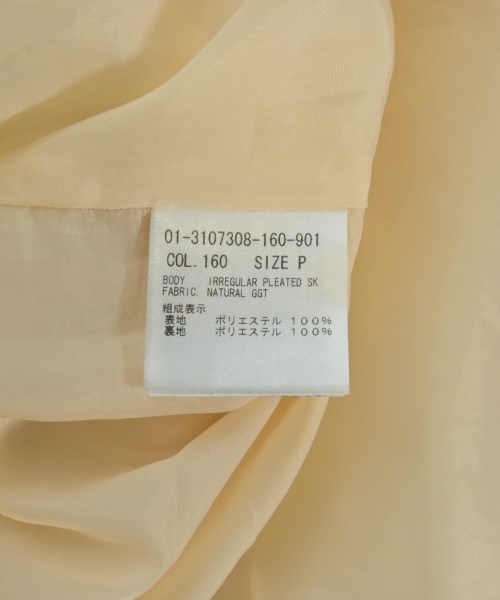 01-3107308-160-901
COL.160 SIZE P
BODY IRREGULAR PLEATED SK
FABRIC. NATURAL GGT
組成表示
表地 ポリエステル 100%
裏地 ポリエステル 100%